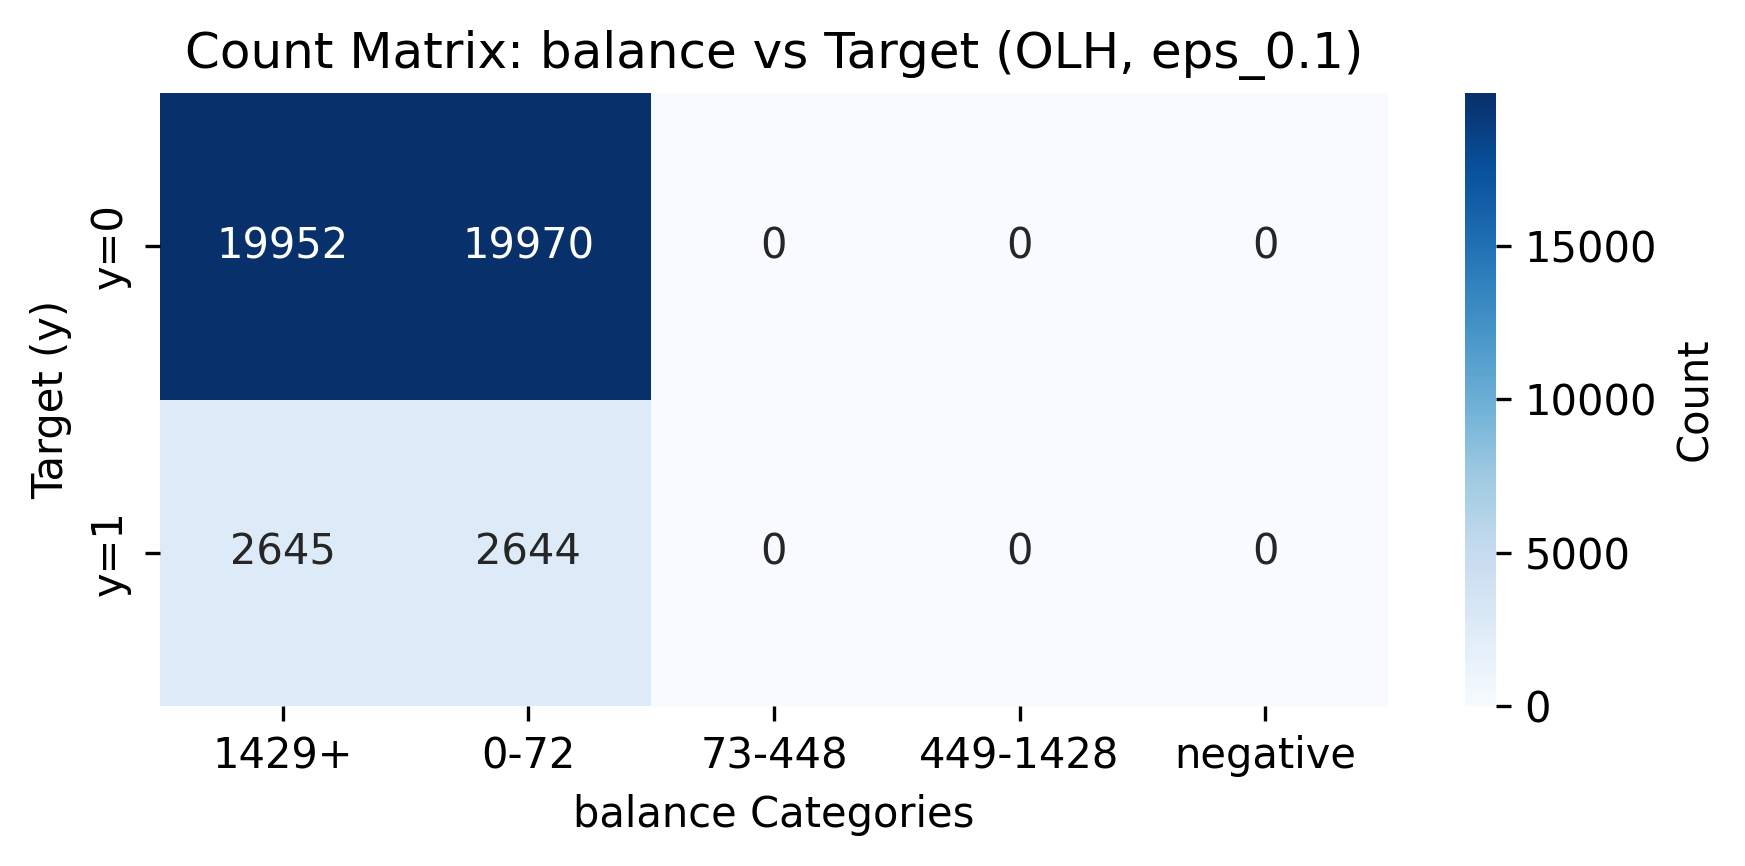 Count Matrix: balance vs Target (OLH, eps_0.1)
Target (y)
y=0
19952 19970 0 0 0
y=1
2645 2644 0 0 0
1429+ 0-72 73-448 449-1428 negative
balance Categories
15000
10000
5000
0
Count